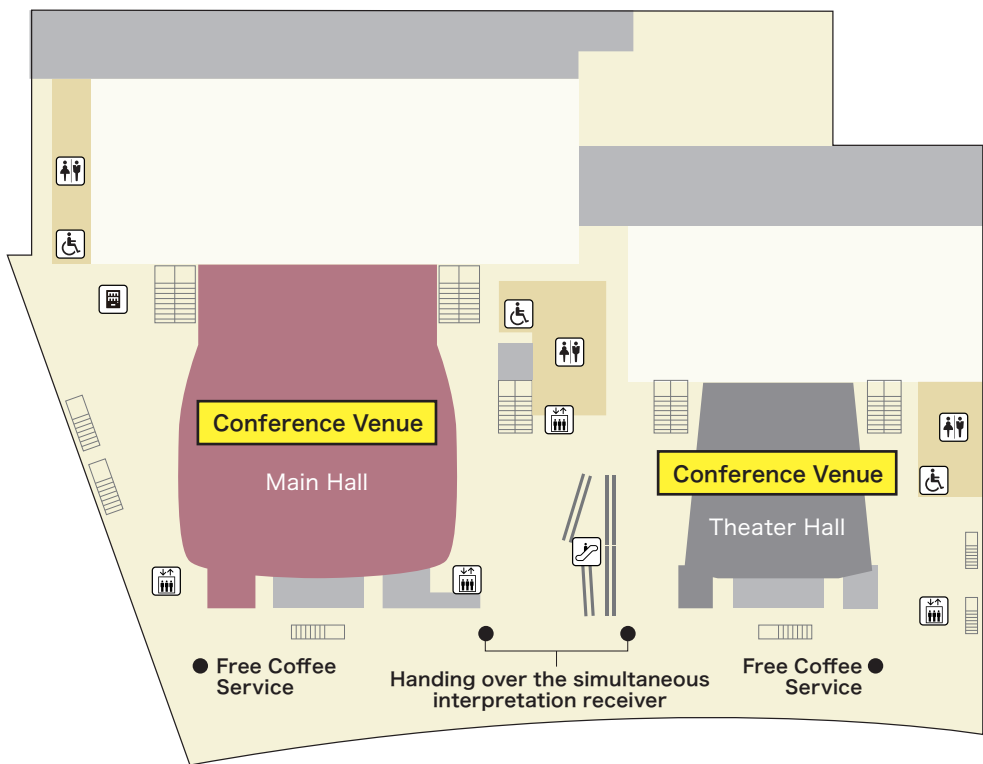 Conference Venue
Main Hall
Conference Venue
Theater Hall
Free Coffee
Service
Handing over the simultaneous
interpretation receiver
Free Coffee
Service